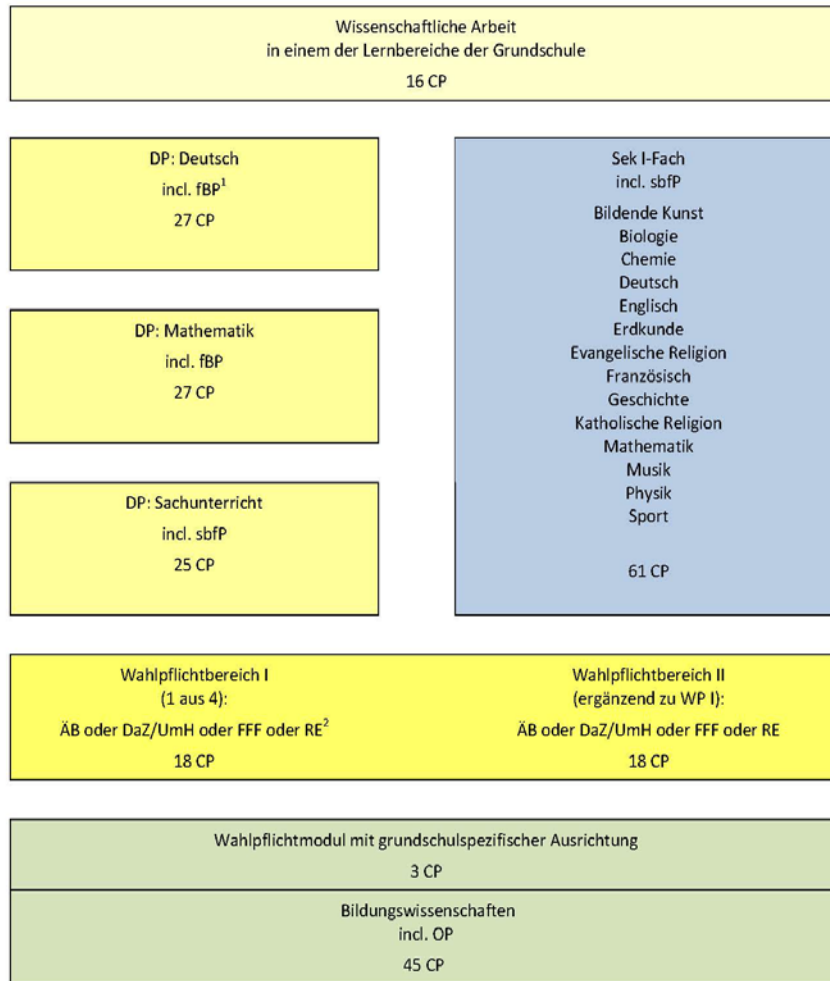 Wissenschaftliche Arbeit
in einem der Lernbereiche der Grundschule
16 CP
DP: Deutsch
incl. fBP¹
27 CP
DP: Mathematik
incl. fBP
27 CP
DP: Sachunterricht
incl. sbfP
25 CP
Sek I-Fach
incl. sbfP
Bildende Kunst
Biologie
Chemie
Deutsch
Englisch
Erdkunde
Evangelische Religion
Französisch
Geschichte
Katholische Religion
Mathematik
Musik
Physik
Sport
61 CP
Wahlpflichtbereich I
(1 aus 4):
ÄB oder DaZ/UmH oder FFF oder RE²
18 CP
Wahlpflichtbereich II
(ergänzend zu WP I):
ÄB oder DaZ/UmH oder FFF oder RE
18 CP
Wahlpflichtmodul mit grundschulspezifischer Ausrichtung
3 CP
Bildungswissenschaften
incl. OP
45 CP